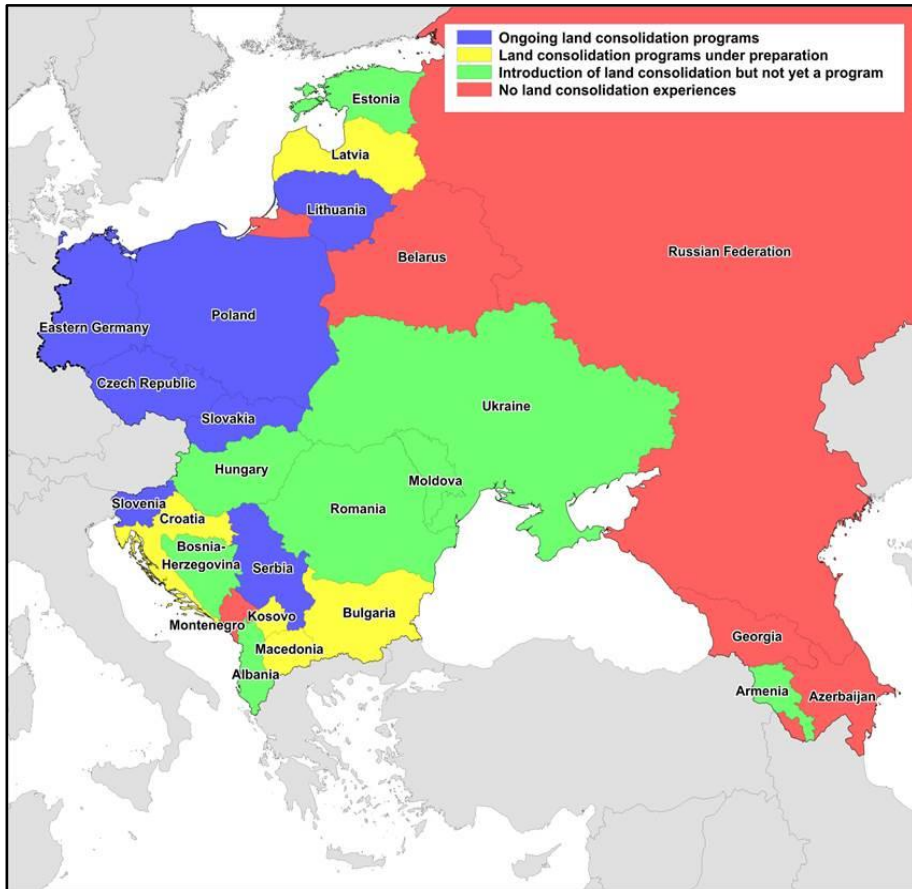 Ongoing land consolidation programs
Land consolidation programs under preparation
Introduction of land consolidation but not yet a program
No land consolidation experiences
Estonia
Latvia
Lithuania
Belarus
Russian Federation
Poland
Eastern Germany
Czech Republic
Slovakia
Ukraine
Hungary
Moldova
Romania
Slovenia
Croatia
Bosnia-
Herzegovina
Serbia
Bulgaria
Kosovo
Montenegro
Macedonia
Albania
Georgia
Armenia
Azerbaijan